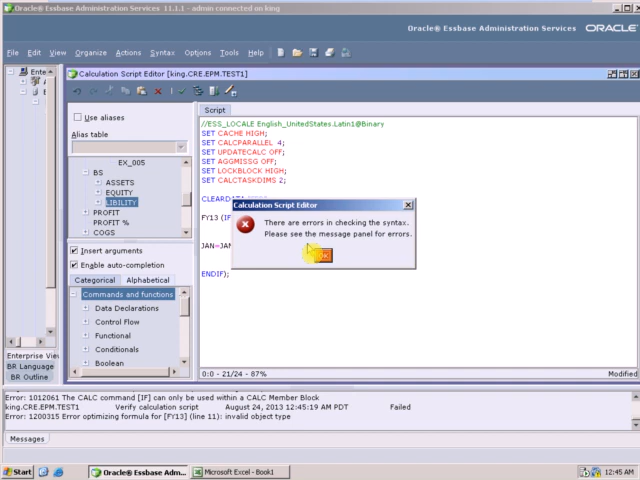 Oracle® Essbase Administration Services 11.1.1 - admin connected on king
Oracle® Essbase Administration Services ORACLE
File Edit View Organize Actions Syntax Options Tools Help
Ente
Calculation Script Editor [king.CRE.EPM.TEST1]
Use aliases
Alias table
EX_005
BS
ASSETS
EQUITY
LIBILITY
PROFIT
PROFIT %
COGS
Insert arguments
Enable auto-completion
Categorical Alphabetical
Commands and functions
Data Declarations
Control Flow
Functional
Conditionals
Boolean
Script
//ESS_LOCALE English_UnitedStates.Latin1@Binary
SET CACHE HIGH;
SET CALCPARALLEL 4;
SET UPDATECALC OFF;
SET AGGMISSG OFF;
SET LOCKBLOCK HIGH;
SET CALCTASKDIMS 2;
CLEARDATA
FY13 (IF
JAN=JAN
ENDIF);
Calculation Script Editor
There are errors in checking the syntax.
Please see the message panel for errors.
OK
0:0 - 21/24 - 87%
Modified
Enterprise View
BR Language
BR Outline
Error: 1012061 The CALC command [IF] can only be used within a CALC Member Block
king.CRE.EPM.TEST1 Verify calculation script August 24, 2013 12:45:19 AM PDT Failed
Error: 1200315 Error optimizing formula for [FY13] (line 11): invalid object type
Messages
Start
Oracle® Essbase Adm...
Microsoft Excel - Book1
12:45 AM